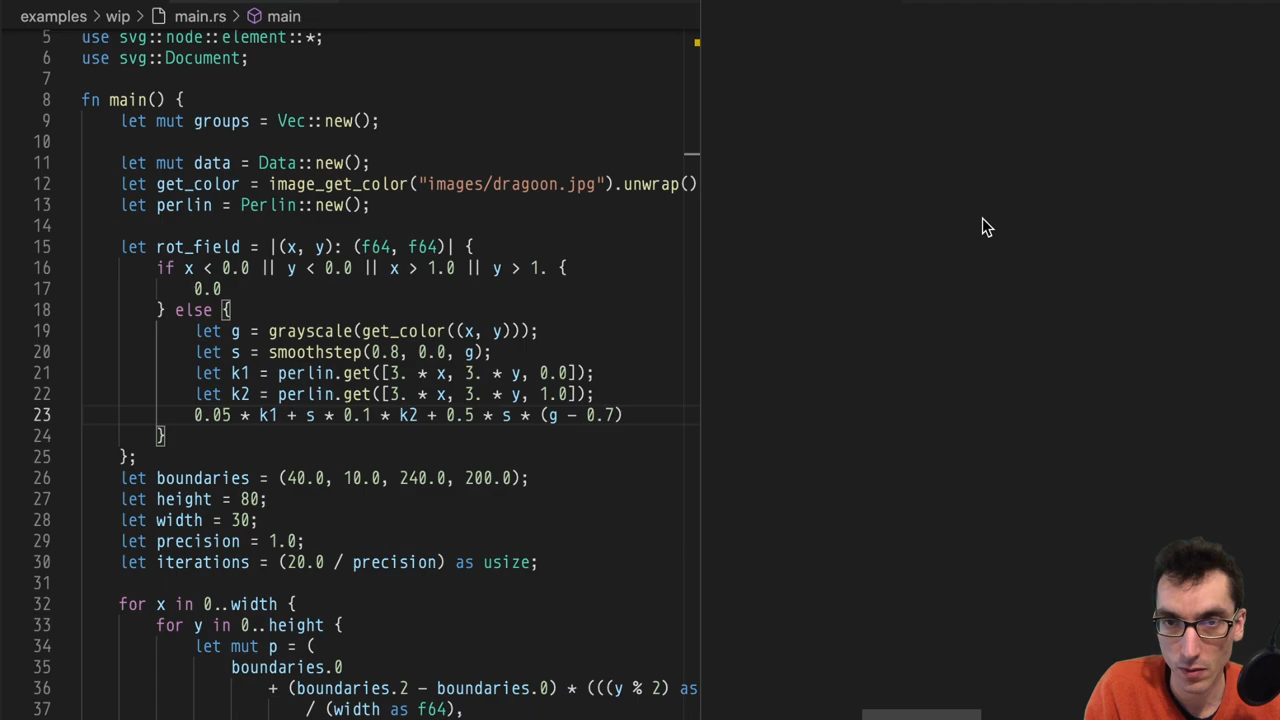 examples > wip > main.rs > main
5 use svg::node::element::*;
6 use svg::Document;
7
8 fn main() {
9 let mut groups = Vec::new();
10
11 let mut data = Data::new();
12 let get_color = image_get_color("images/dragoon.jpg").unwrap()
13 let perlin = Perlin::new();
14
15 let rot_field = |(x, y): (f64, f64)| {
16 if x < 0.0 || y < 0.0 || x > 1.0 || y > 1. {
17 0.0
18 } else {
19 let g = grayscale(get_color((x, y)));
20 let s = smoothstep(0.8, 0.0, g);
21 let k1 = perlin.get([3. * x, 3. * y, 0.0]);
22 let k2 = perlin.get([3. * x, 3. * y, 1.0]);
23 0.05 * k1 + s * 0.1 * k2 + 0.5 * s * (g - 0.7)
24 }
25 };
26 let boundaries = (40.0, 10.0, 240.0, 200.0);
27 let height = 80;
28 let width = 30;
29 let precision = 1.0;
30 let iterations = (20.0 / precision) as usize;
31
32 for x in 0..width {
33 for y in 0..height {
34 let mut p = (
35 boundaries.0
36 + (boundaries.2 - boundaries.0) * (((y % 2) as
37 / (width as f64),